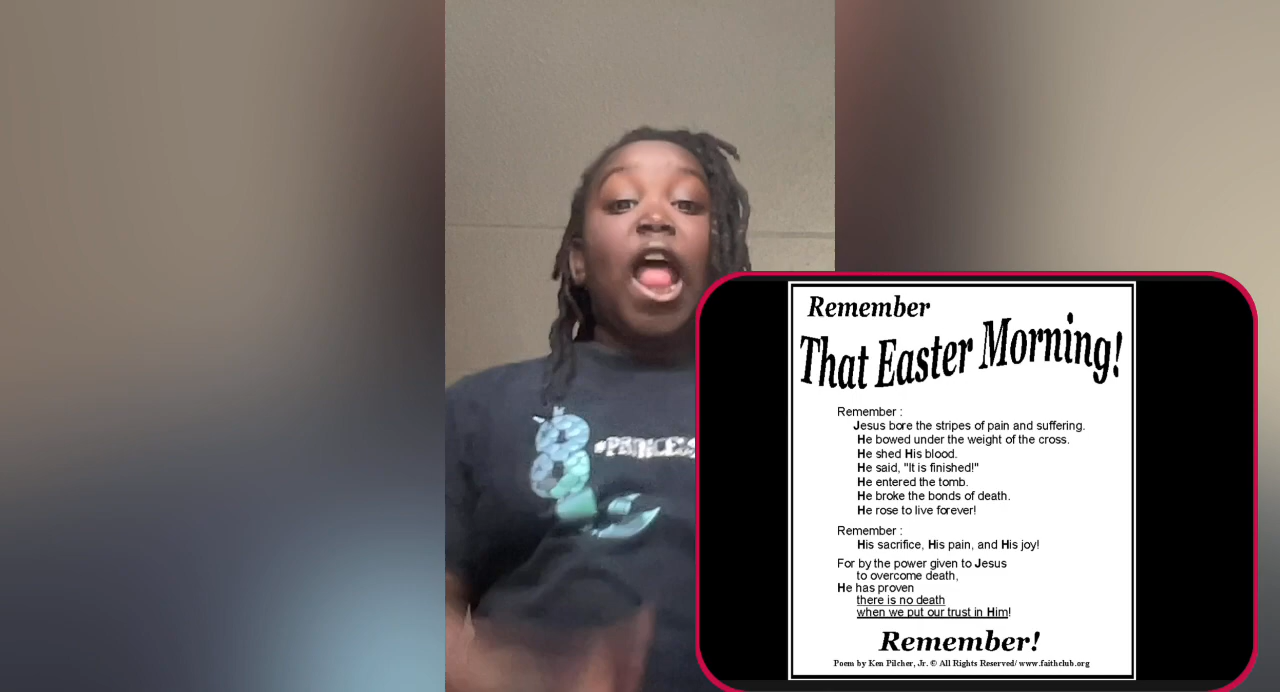 #PRINCESS
Remember
That Easter Morning!
Remember :
Jesus bore the stripes of pain and suffering.
He bowed under the weight of the cross.
He shed His blood.
He said, "It is finished!"
He entered the tomb.
He broke the bonds of death.
He rose to live forever!
Remember :
His sacrifice, His pain, and His joy!
For by the power given to Jesus
to overcome death,
He has proven
there is no death
when we put our trust in Him!
Remember!
Poem by Ken Pilcher, Jr. © All Rights Reserved/ www.faithclub.org